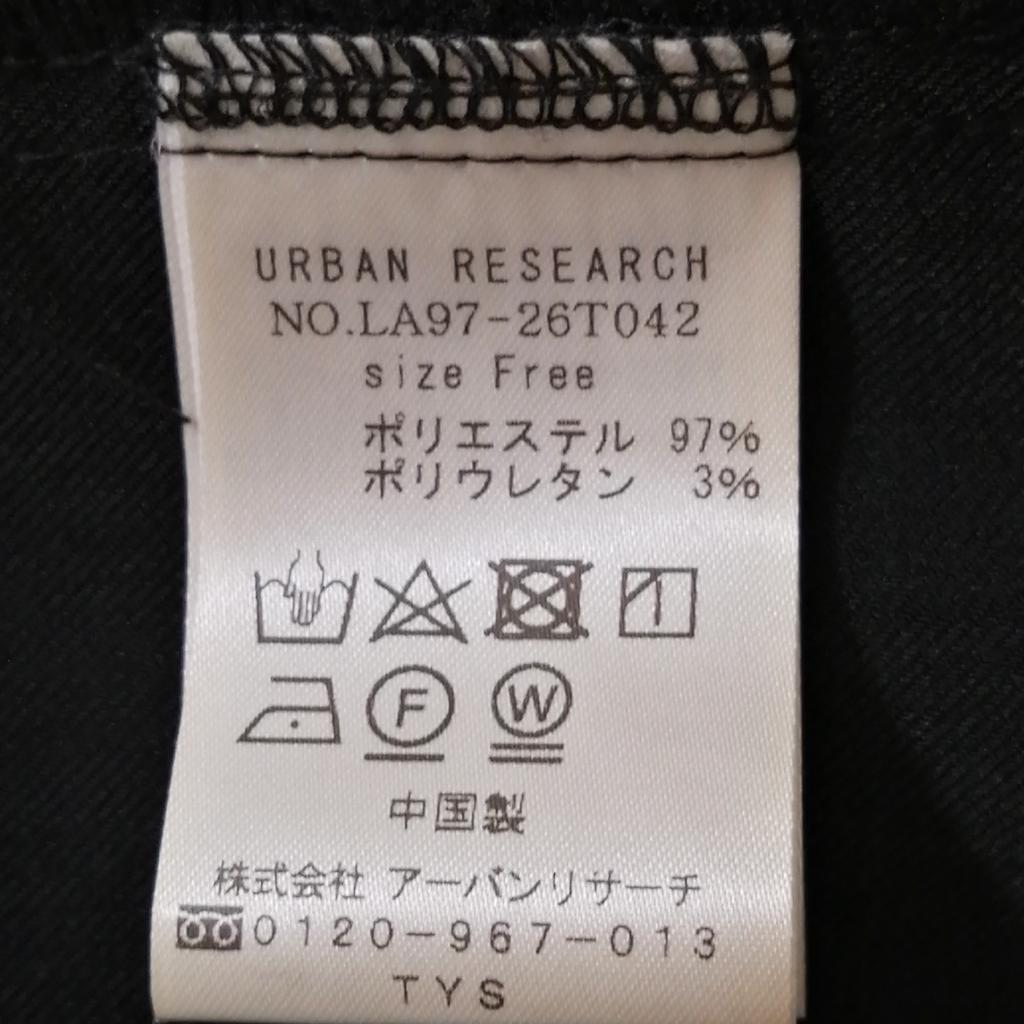 URBAN RESEARCH
NO.LA97-26T042
size Free
ポリエステル 97%
ポリウレタン 3%
F W
中国製
株式会社 アーバンリサーチ
0120-967-013
TYS